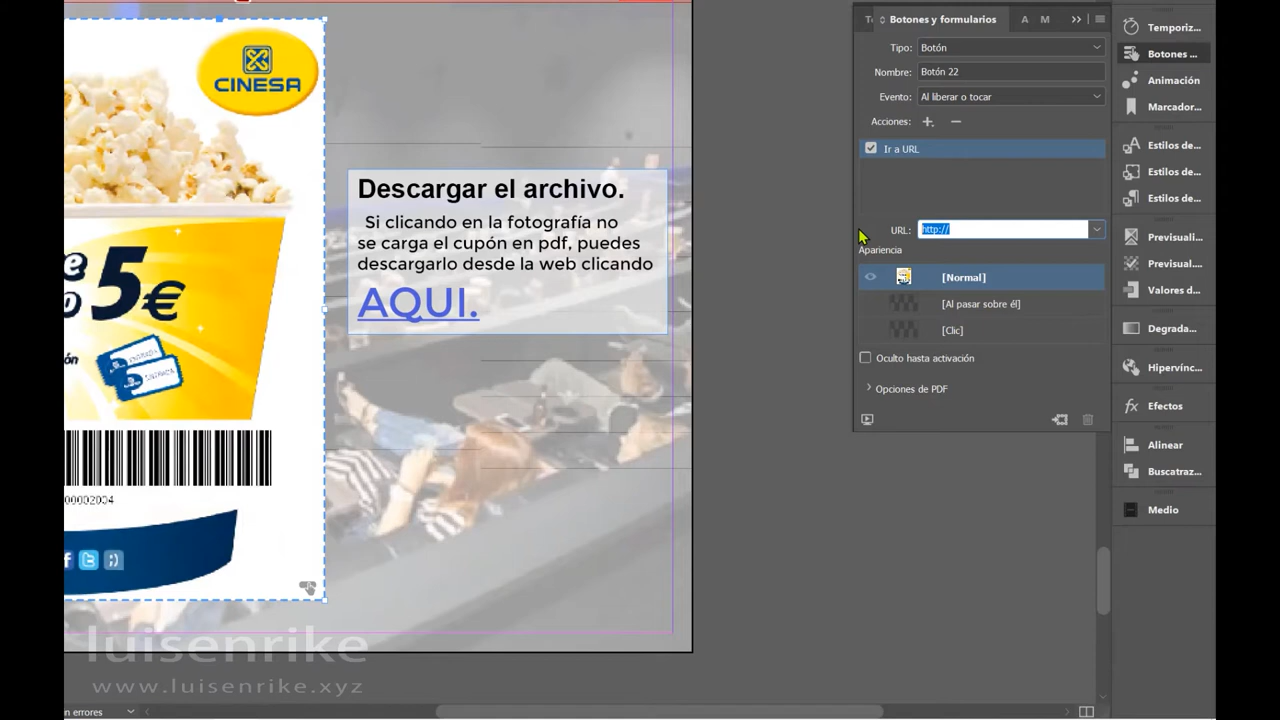 CINESA
5€
ENTRADA
ENTRADA
00002004
Descargar el archivo.
Si clicando en la fotografía no
se carga el cupón en pdf, puedes
descargarlo desde la web clicando
AQUI.
luisenrike
www.luisenrike.xyz
n errores
Botones y formularios
A
M
Tipo:
Botón
Nombre:
Botón 22
Evento:
Al liberar o tocar
Acciones:
Ir a URL
URL:
http://
Apariencia
[Normal]
[Al pasar sobre él]
[Clic]
Oculto hasta activación
Opciones de PDF
Temporiz...
Botones ...
Animación
Marcador...
Estilos de...
Estilos de...
Estilos de...
Previsuali...
Previsual...
Valores d...
Degrada...
Hipervínc...
Efectos
Alinear
Buscatraz...
Medio